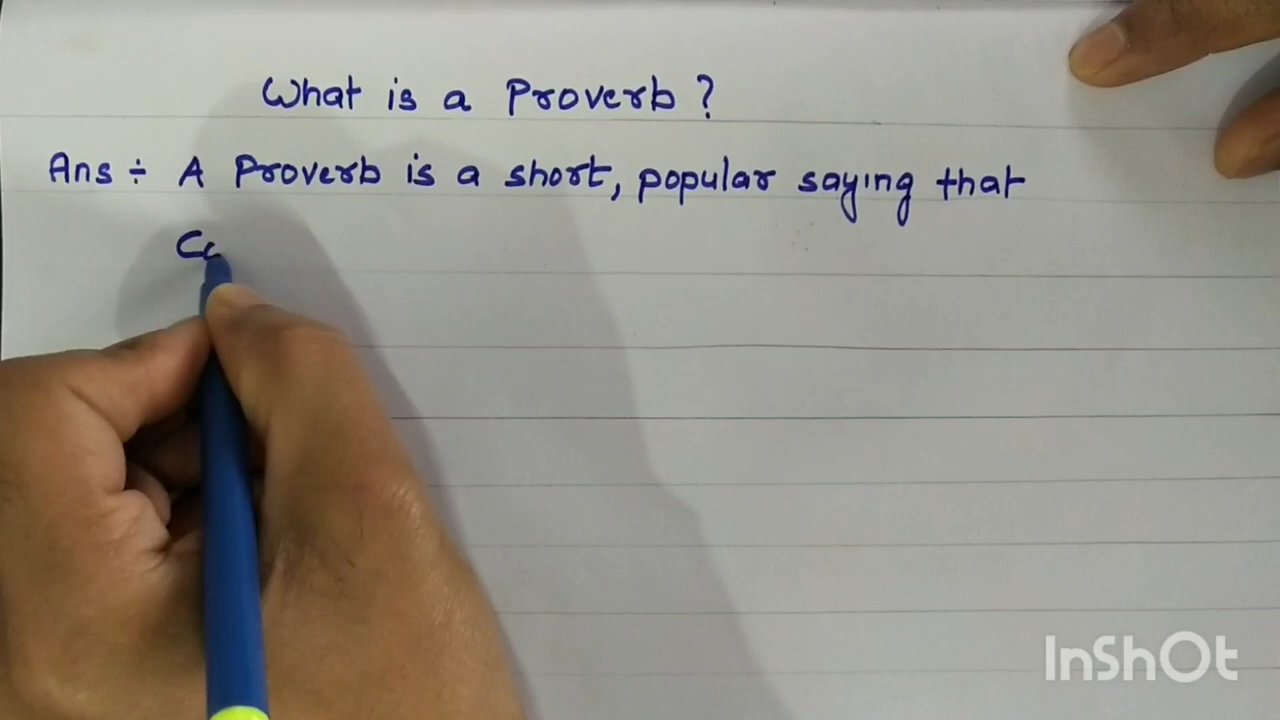 What is a Proverb ?
Ans ÷ A Proverb is a short, popular saying that
InShOt